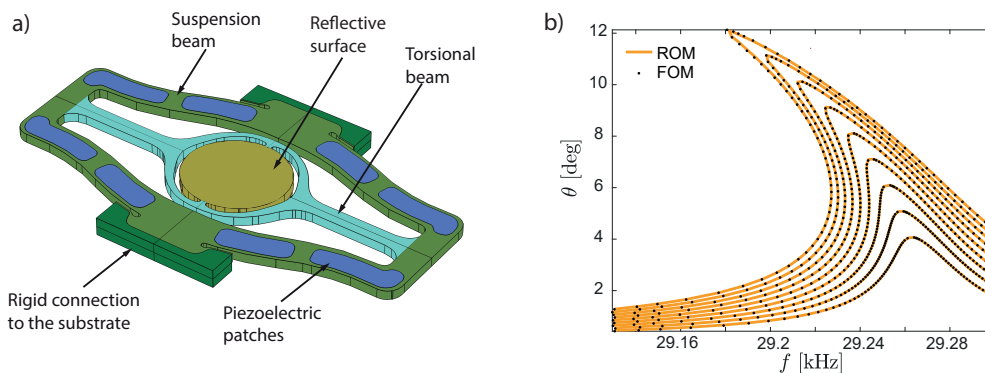 a)
Suspension
beam
Reflective
surface
Torsional
beam
Rigid connection
to the substrate
Piezoelectric
patches
b)
12
10
8
6
4
2
θ [deg]
ROM
FOM
29.16
29.2
29.24
29.28
f [kHz]